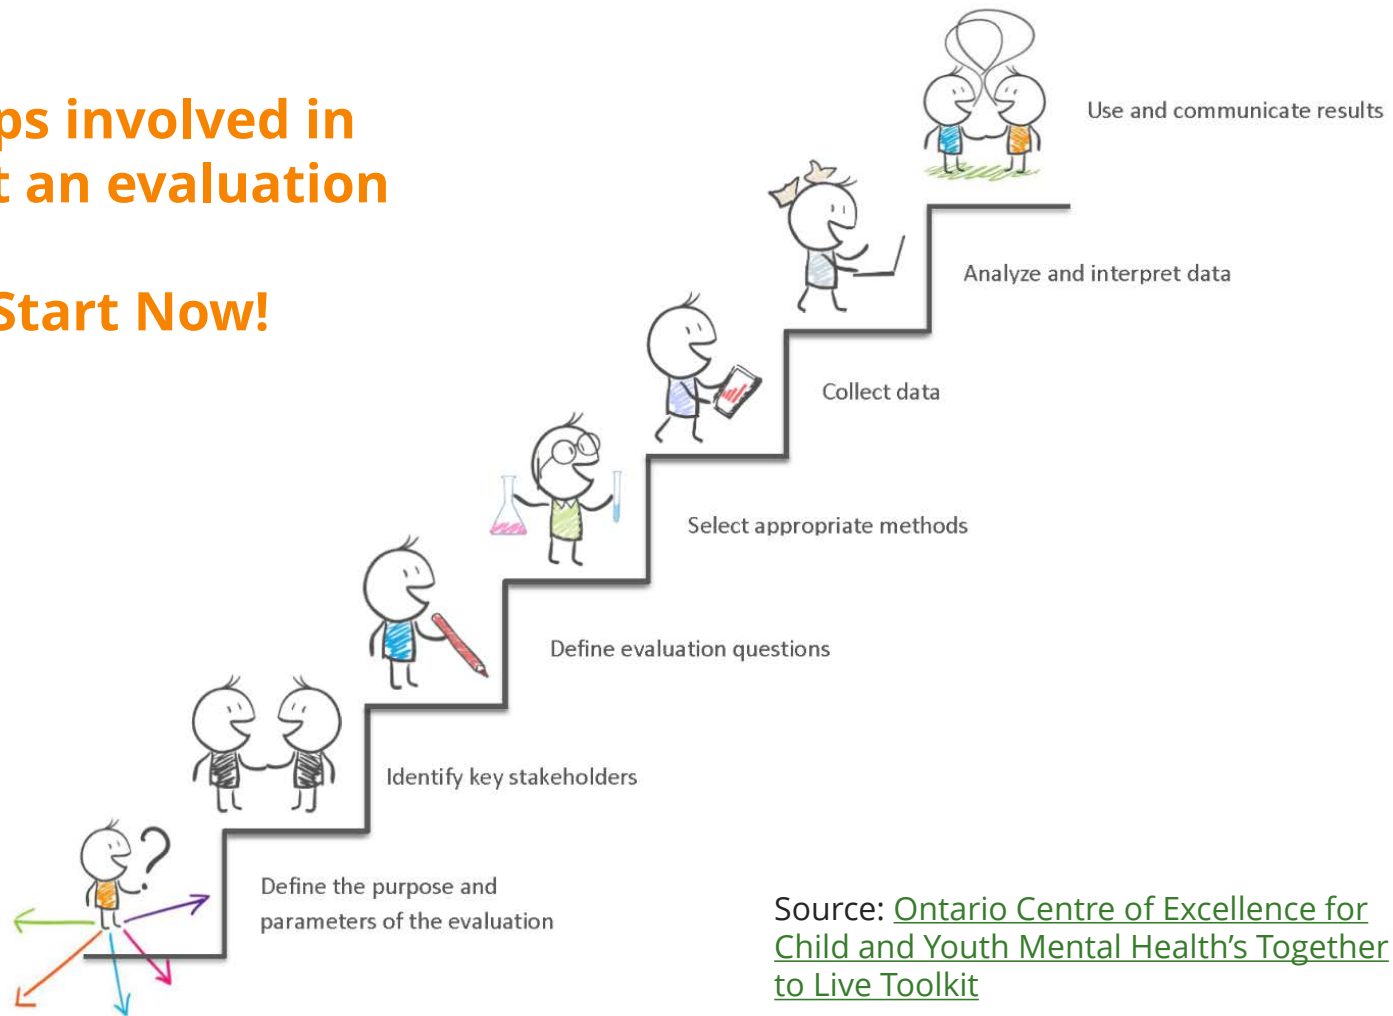 ps involved in
t an evaluation
Start Now!
Use and communicate results
Analyze and interpret data
Collect data
Select appropriate methods
Define evaluation questions
Identify key stakeholders
Define the purpose and
parameters of the evaluation
Source: Ontario Centre of Excellence for
Child and Youth Mental Health’s Together
to Live Toolkit